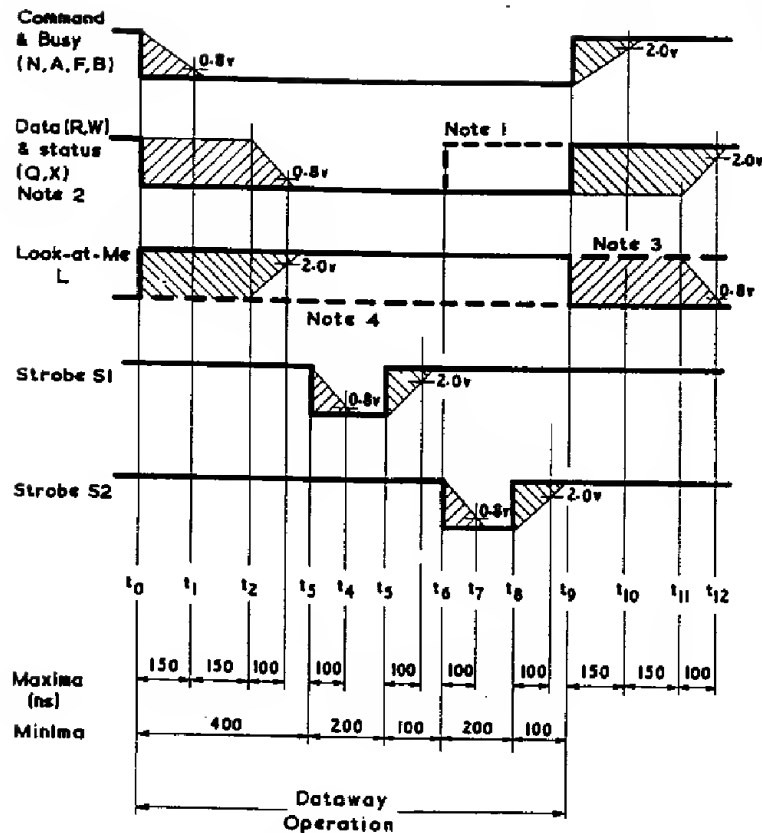 Command
& Busy
(N,A,F,B)
0.8v
2.0v
Data(R,W)
& status
(Q,X)
Note 2
Note 1
0.8v
2.0v
Look-at-Me
L
2.0v
Note 3
0.8v
Note 4
Strobe S1
0.8v
2.0v
Strobe S2
0.8v
2.0v
t0 t1 t2 t5 t4 t5 t6 t7 t8 t9 t10 t11 t12
Maxima
(ns)
150 150 100 100 100 100 100 150 150 100
Minima
400 200 100 200 100
Dataway
Operation